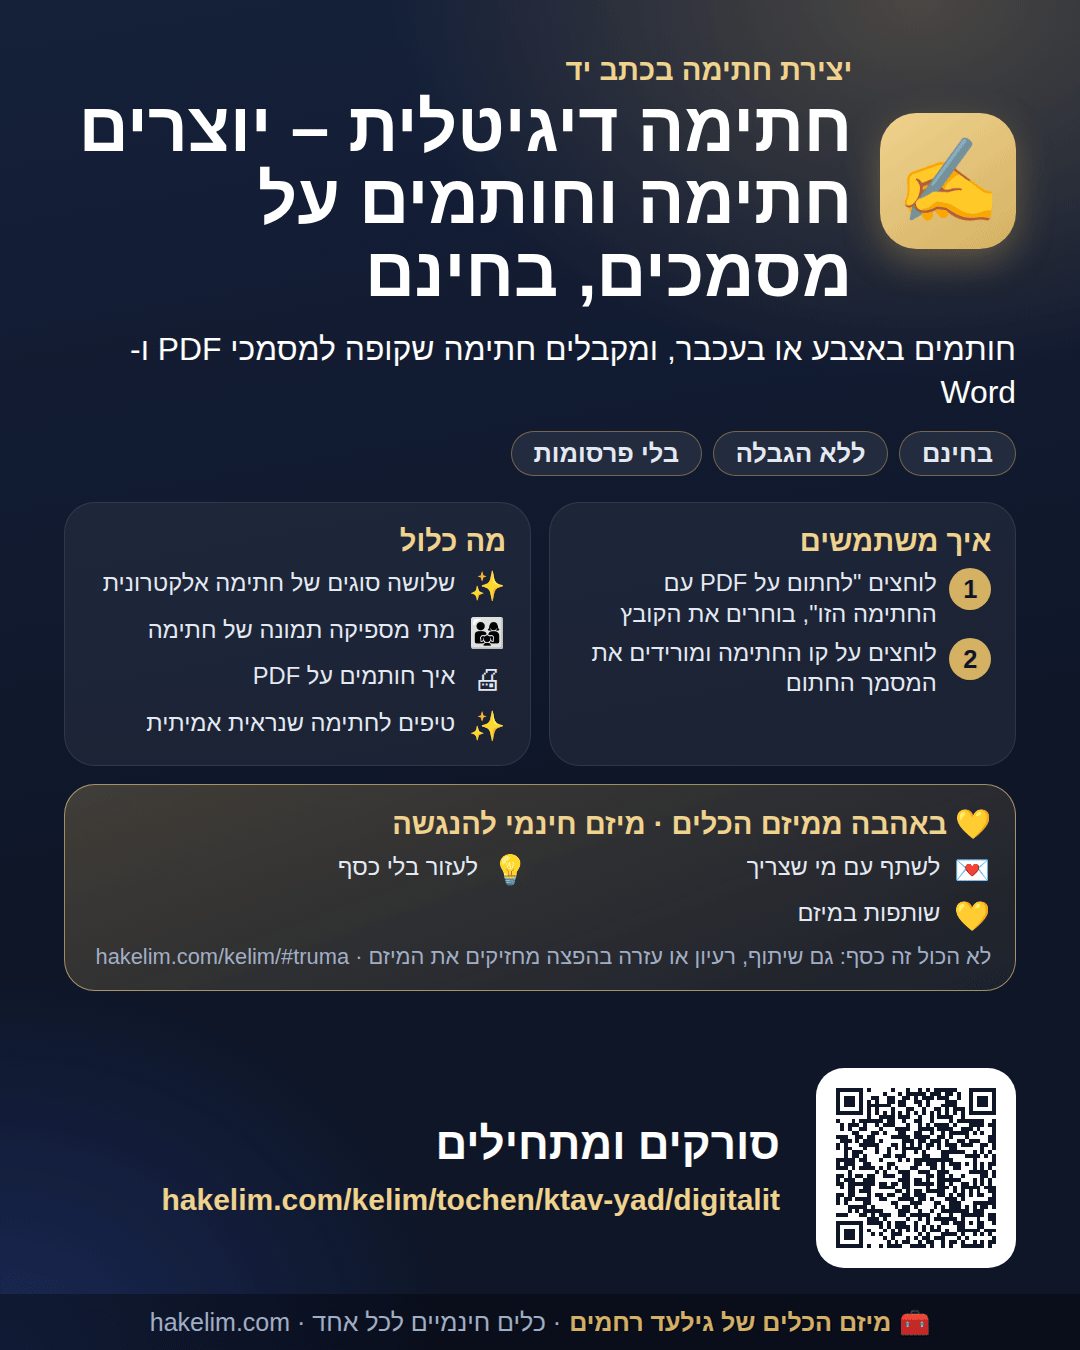 יצירת חתימה בכתב יד
חתימה דיגיטלית – יוצרים
חתימה וחותמים על
מסמכים, בחינם
חותמים באצבע או בעכבר, ומקבלים חתימה שקופה למסמכי PDF ו-
Word
בחינם
ללא הגבלה
בלי פרסומות
איך משתמשים
1
לוחצים "לחתום על PDF עם
החתימה הזו", בוחרים את הקובץ
2
לוחצים על קו החתימה ומורידים את
המסמך החתום
מה כלול
שלושה סוגים של חתימה אלקטרונית
מתי מספיקה תמונה של חתימה
איך חותמים על PDF
טיפים לחתימה שנראית אמיתית
באהבה ממיזם הכלים · מיזם חינמי להנגשה
לשתף עם מי שצריך
לעזור בלי כסף
שותפות במיזם
לא הכול זה כסף: גם שיתוף, רעיון או עזרה בהפצה מחזיקים את המיזם · hakelim.com/kelim/#truma
סורקים ומתחילים
hakelim.com/kelim/tochen/ktav-yad/digitalit
מיזם הכלים של גילעד רחמים · כלים חינמיים לכל אחד · hakelim.com